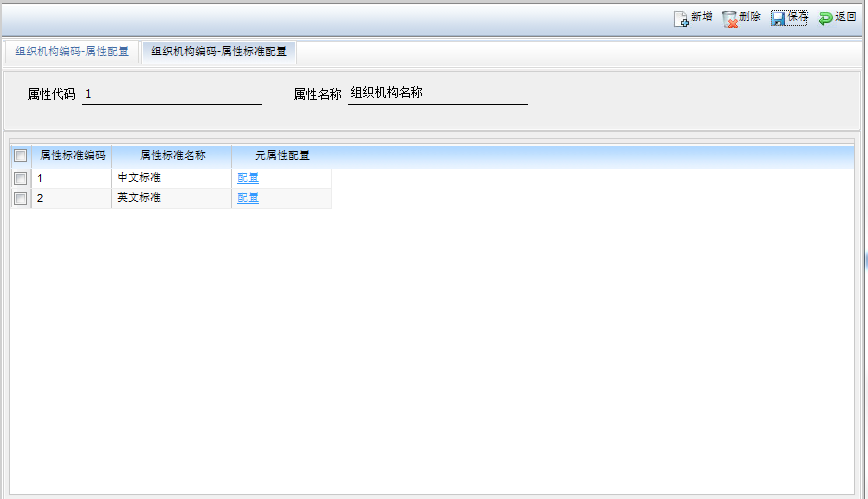 新增 删除 保存 返回
组织机构编码-属性配置 组织机构编码-属性标准配置
属性代码 1 属性名称 组织机构名称
属性标准编码 属性标准名称 元属性配置
1 中文标准 配置
2 英文标准 配置